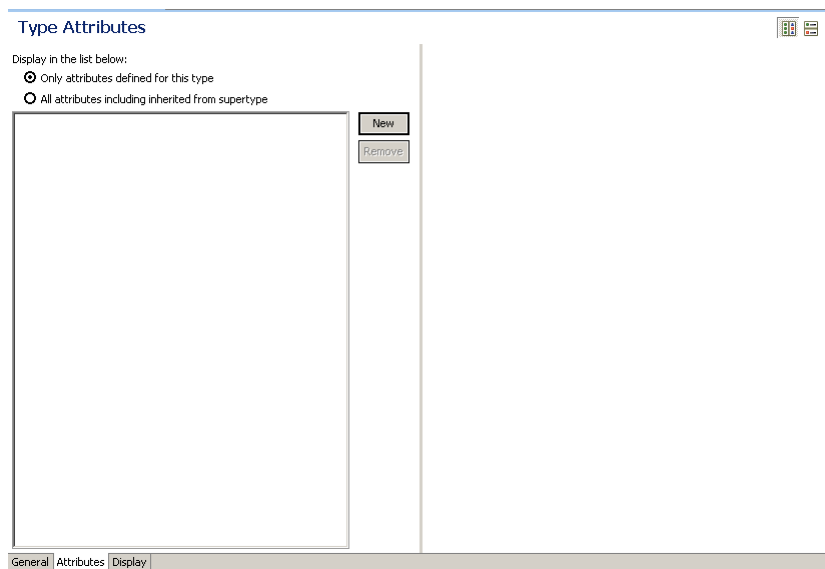 Type Attributes
Display in the list below:
Only attributes defined for this type
All attributes including inherited from supertype
New
Remove
General Attributes Display